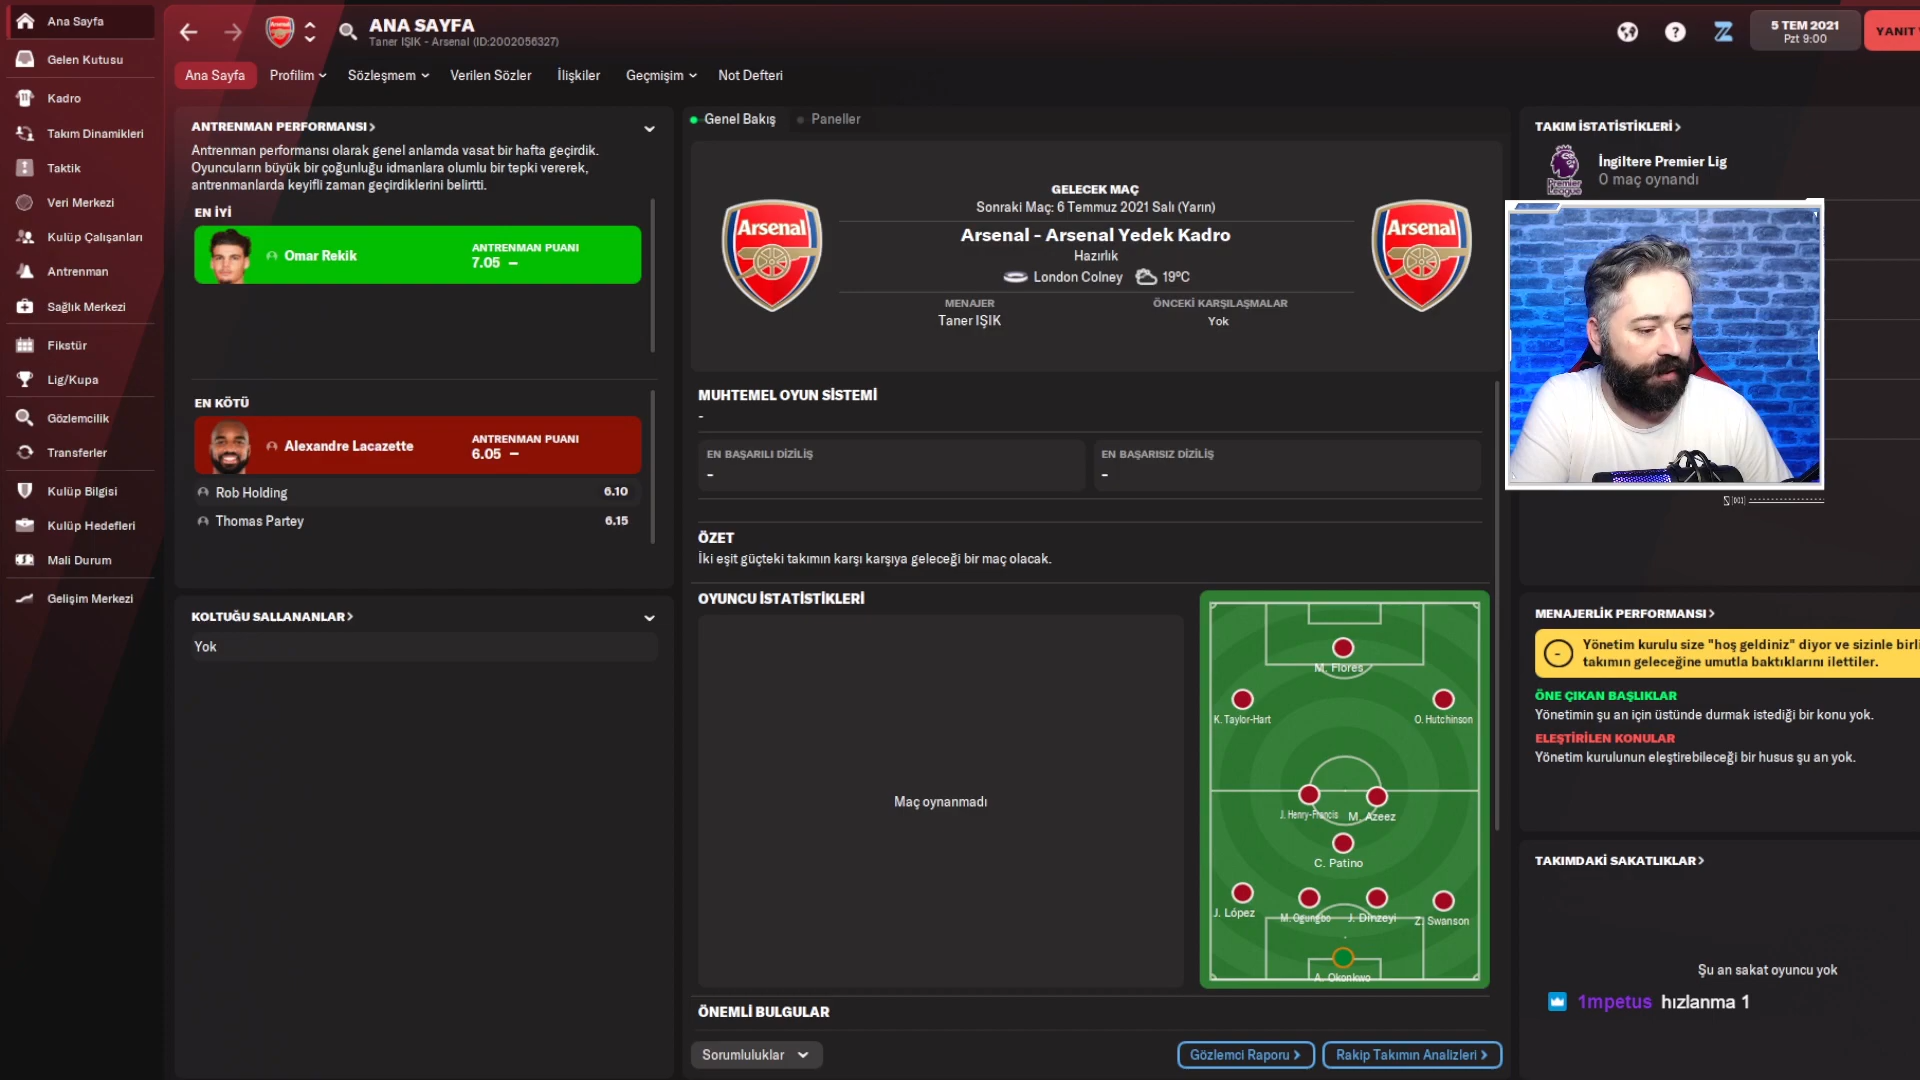 Ana Sayfa
Gelen Kutusu
Kadro
Takım Dinamikleri
Taktik
Veri Merkezi
Kulüp Çalışanları
Antrenman
Sağlık Merkezi
Fikstür
Lig/Kupa
Gözlemcilik
Transferler
Kulüp Bilgisi
Kulüp Hedefleri
Mali Durum
Gelişim Merkezi
ANA SAYFA
Taner IŞIK - Arsenal (ID:2002056327)
5 TEM 2021
Pzt 9:00
YANIT
Ana Sayfa Profilim Sözleşmem Verilen Sözler İlişkiler Geçmişim Not Defteri
ANTRENMAN PERFORMANSI
Antrenman performansı olarak genel anlamda vasat bir hafta geçirdik.
Oyuncuların büyük bir çoğunluğu idmanlara olumlu bir tepki vererek,
antrenmanlarda keyifli zaman geçirdiklerini belirtti.
EN İYİ
Omar Rekik
ANTRENMAN PUANI
7.05 –
EN KÖTÜ
Alexandre Lacazette
ANTRENMAN PUANI
6.05 –
Rob Holding 6.10
Thomas Partey 6.15
KOLTUĞU SALLANANLAR
Yok
Genel Bakış Paneller
GELECEK MAÇ
Sonraki Maç: 6 Temmuz 2021 Salı (Yarın)
Arsenal - Arsenal Yedek Kadro
Hazırlık
London Colney 19°C
MENAJER
Taner IŞIK
ÖNCEKİ KARŞILAŞMALAR
Yok
Arsenal
Arsenal
MUHTEMEL OYUN SİSTEMİ
-
EN BAŞARILI DİZİLİŞ
-
EN BAŞARISIZ DİZİLİŞ
-
ÖZET
İki eşit güçteki takımın karşı karşıya geleceği bir maç olacak.
OYUNCU İSTATİSTİKLERİ
Maç oynanmadı
M. Flores
K. Taylor-Hart
O. Hutchinson
J. Henry-Francis
M. Azeez
C. Patino
J. López
M. Ogungbo
J. Dinzeyi
Z. Swanson
A. Okonkwo
ÖNEMLİ BULGULAR
Sorumluluklar
Gözlemci Raporu
Rakip Takımın Analizleri
TAKIM İSTATİSTİKLERİ
Premier League
İngiltere Premier Lig
0 maç oynandı
MENAJERLİK PERFORMANSI
Yönetim kurulu size "hoş geldiniz" diyor ve sizinle birli
takımın geleceğine umutla baktıklarını ilettiler.
ÖNE ÇIKAN BAŞLIKLAR
Yönetimin şu an için üstünde durmak istediği bir konu yok.
ELEŞTİRİLEN KONULAR
Yönetim kurulunun eleştirebileceği bir husus şu an yok.
TAKIMDAKİ SAKATLIKLAR
Şu an sakat oyuncu yok
1mpetus hızlanma 1